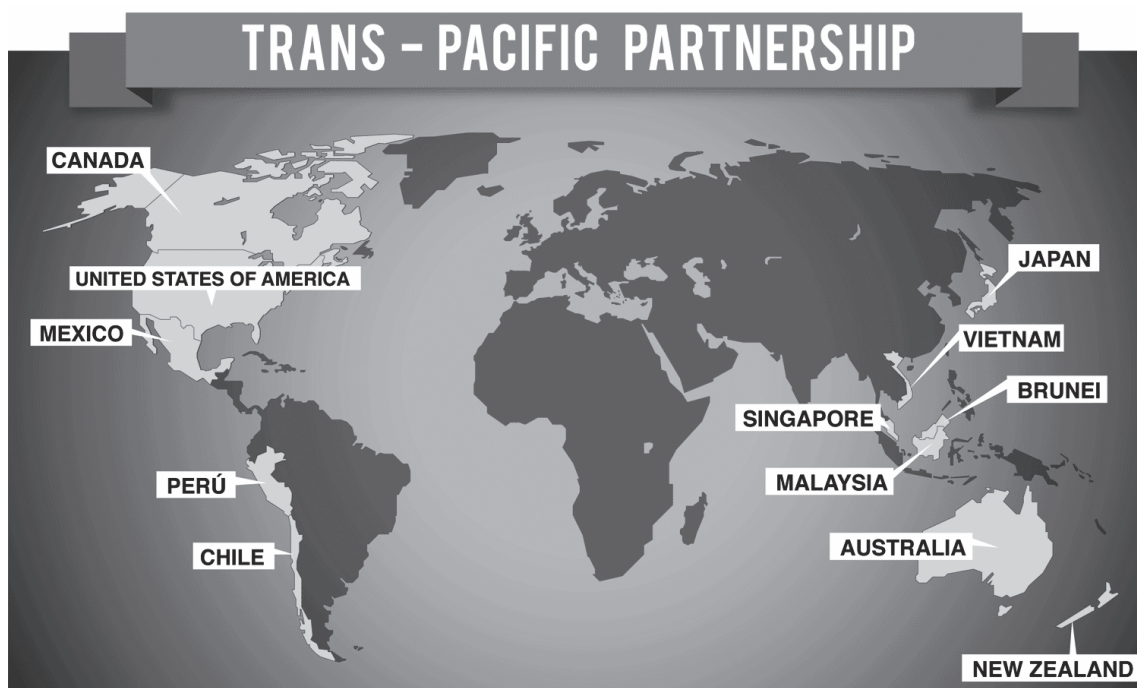 TRANS - PACIFIC PARTNERSHIP
CANADA
UNITED STATES OF AMERICA
MEXICO
PERÚ
CHILE
JAPAN
VIETNAM
BRUNEI
SINGAPORE
MALAYSIA
AUSTRALIA
NEW ZEALAND